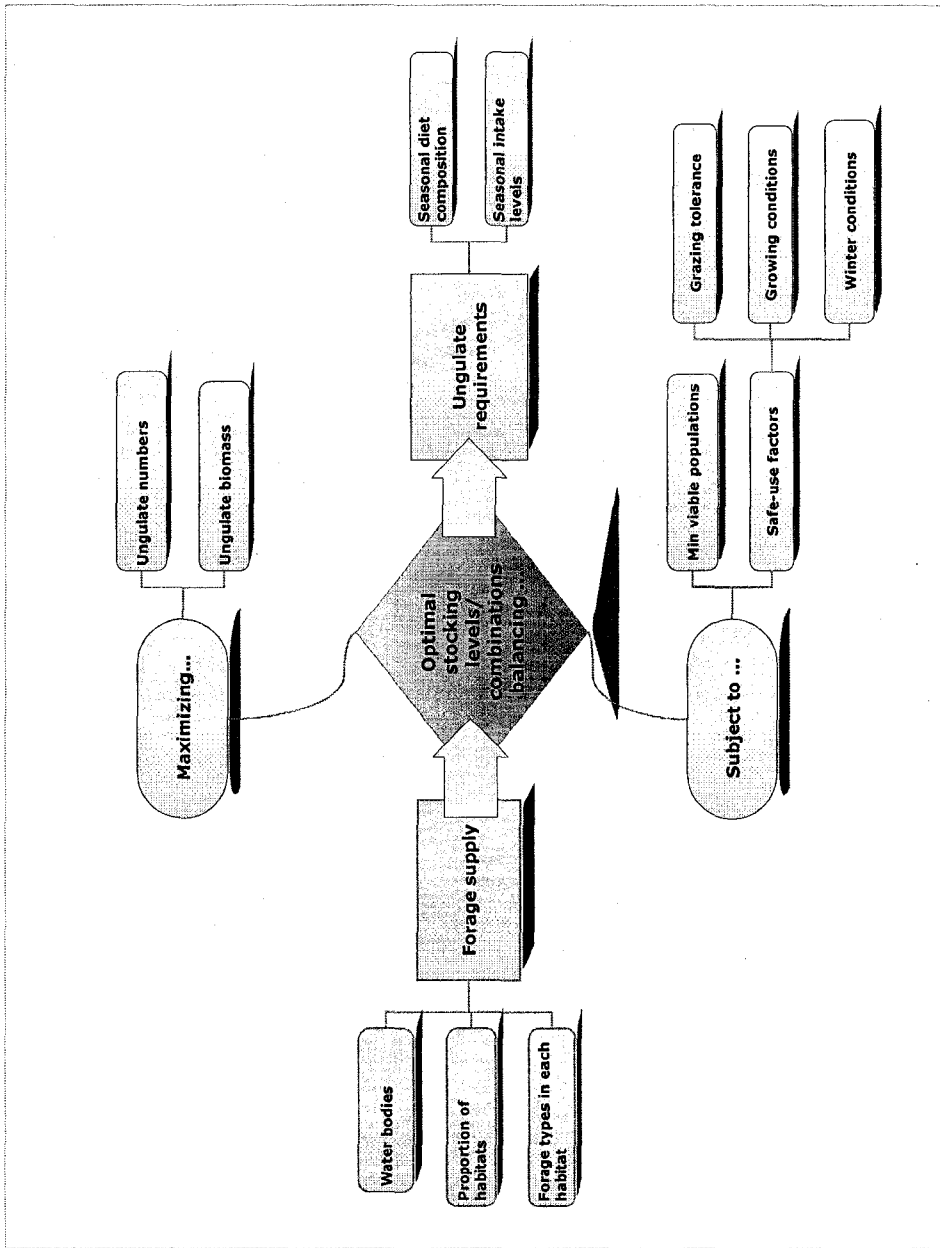 Maximizing...
Ungulate numbers
Ungulate biomass
Water bodies
Proportion of
habitats
Forage types in each
habitat
Forage supply
Optimal
stocking
levels/
combinations
balancing...
Ungulate
requirements
Seasonal diet
composition
Seasonal intake
levels
Subject to ...
Min viable populations
Safe-use factors
Grazing tolerance
Growing conditions
Winter conditions